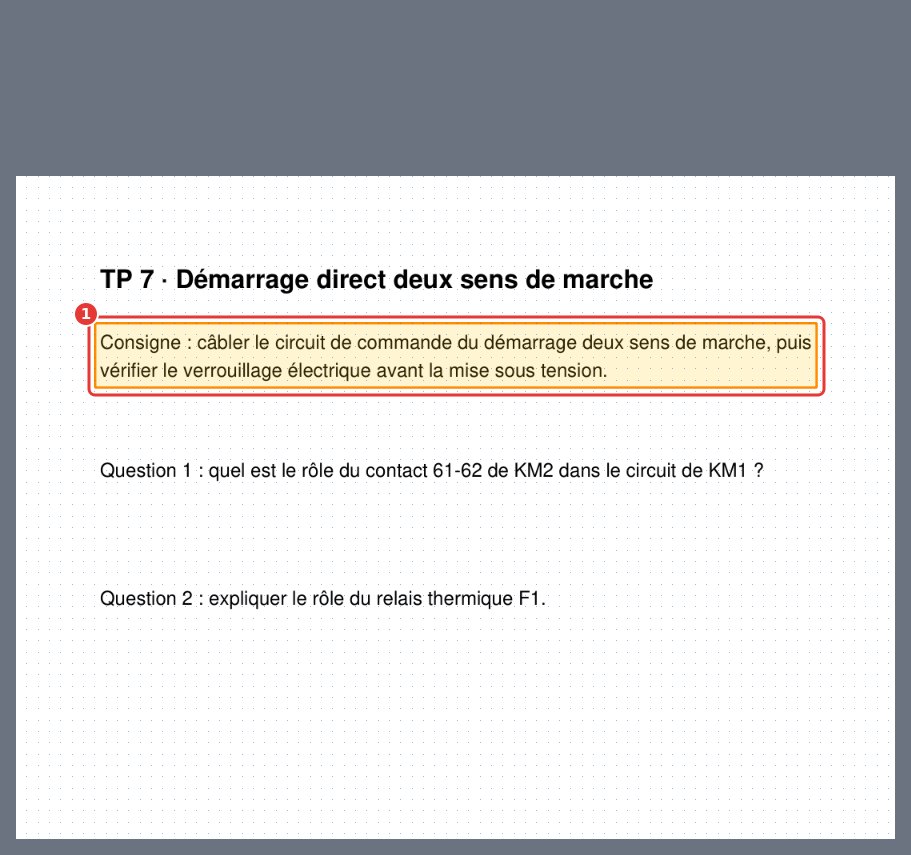 TP 7 · Démarrage direct deux sens de marche
1
Consigne : câbler le circuit de commande du démarrage deux sens de marche, puis
vérifier le verrouillage électrique avant la mise sous tension.
Question 1 : quel est le rôle du contact 61-62 de KM2 dans le circuit de KM1 ?
Question 2 : expliquer le rôle du relais thermique F1.